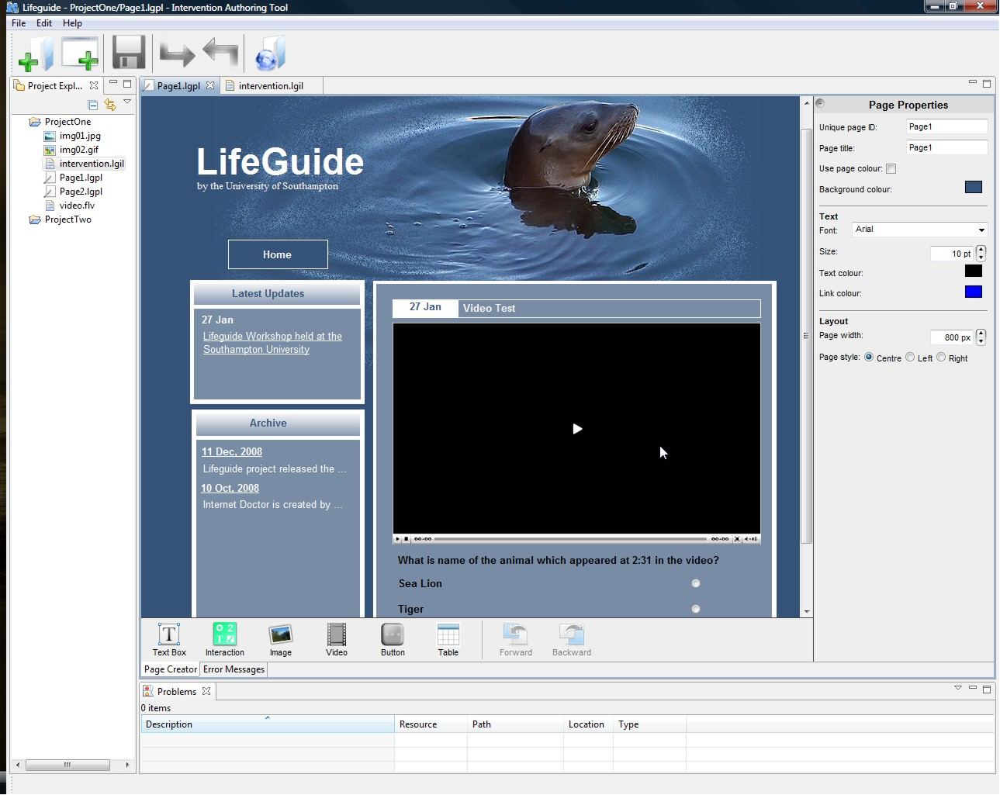 Lifeguide - ProjectOne/Page1.lgpl - Intervention Authoring Tool
File Edit Help
Project Expl...
ProjectOne
img01.jpg
img02.gif
intervention.lgil
Page1.lgpl
Page2.lgpl
video.flv
ProjectTwo
Page1.lgpl
intervention.lgil
LifeGuide
by the University of Southampton
Home
Latest Updates
27 Jan
Lifeguide Workshop held at the
Southampton University
Archive
11 Dec, 2008
Lifeguide project released the ...
10 Oct, 2008
Internet Doctor is created by ...
27 Jan Video Test
00:00 00:00
What is name of the animal which appeared at 2:31 in the video?
Sea Lion
Tiger
Page Properties
Unique page ID: Page1
Page title: Page1
Use page colour:
Background colour:
Text
Font: Arial
Size: 10 pt
Text colour:
Link colour:
Layout
Page width: 800 px
Page style: Centre Left Right
T O 2 T
Text Box Interaction Image Video Button Table Forward Backward
Page Creator Error Messages
Problems
0 items
Description Resource Path Location Type